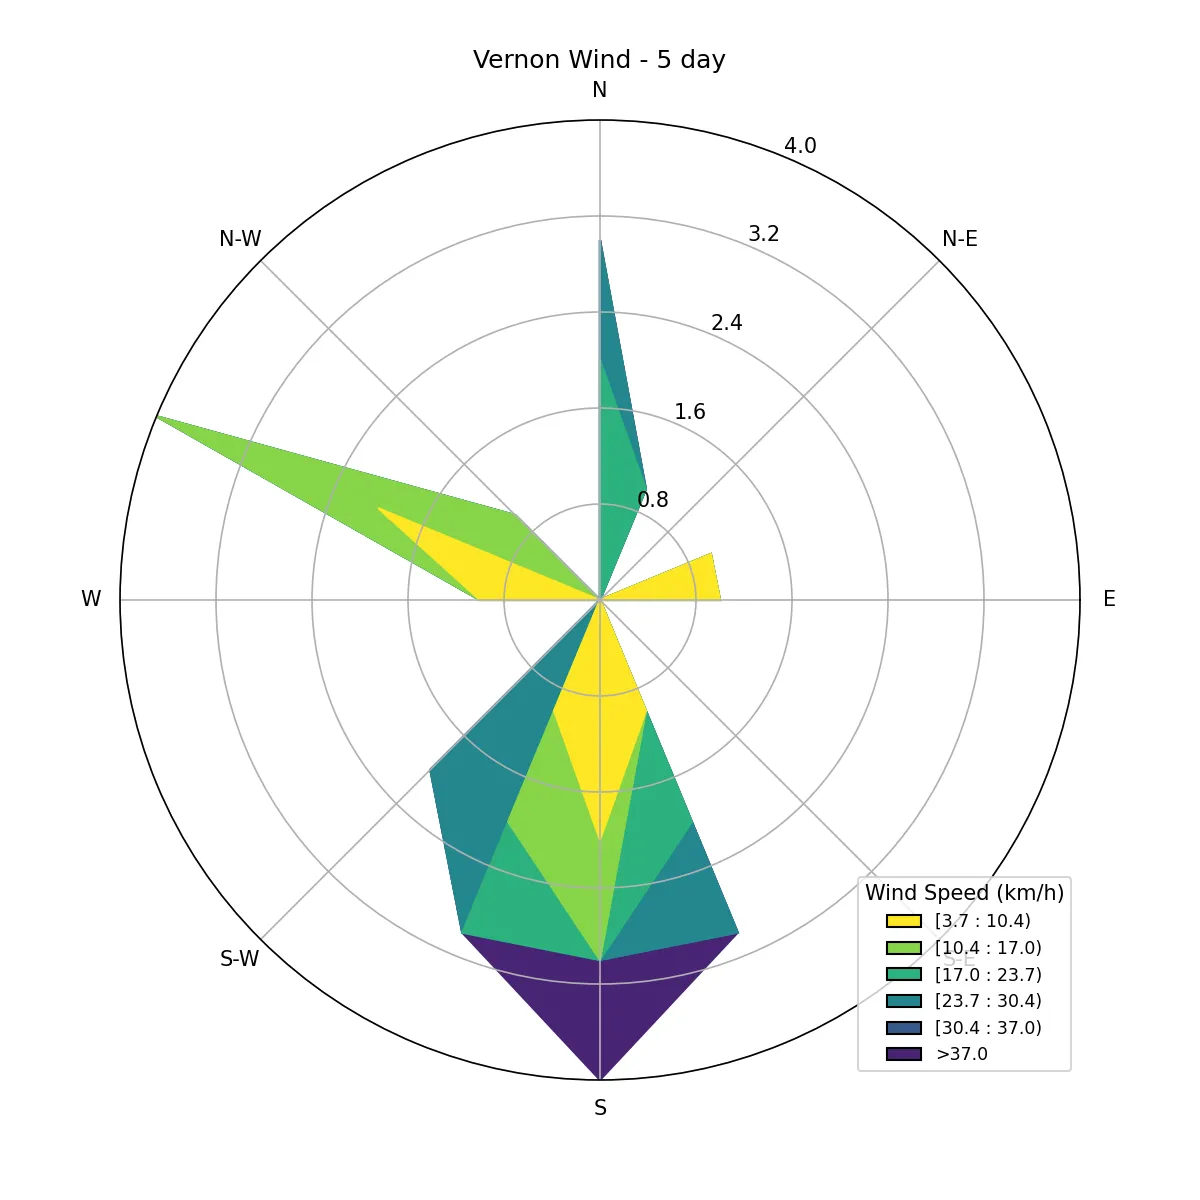 Vernon Wind - 5 day
N
4.0
N-W
3.2
N-E
2.4
1.6
0.8
W
E
S-W
S-E
S
Wind Speed (km/h)
[3.7 : 10.4)
[10.4 : 17.0)
[17.0 : 23.7)
[23.7 : 30.4)
[30.4 : 37.0)
>37.0